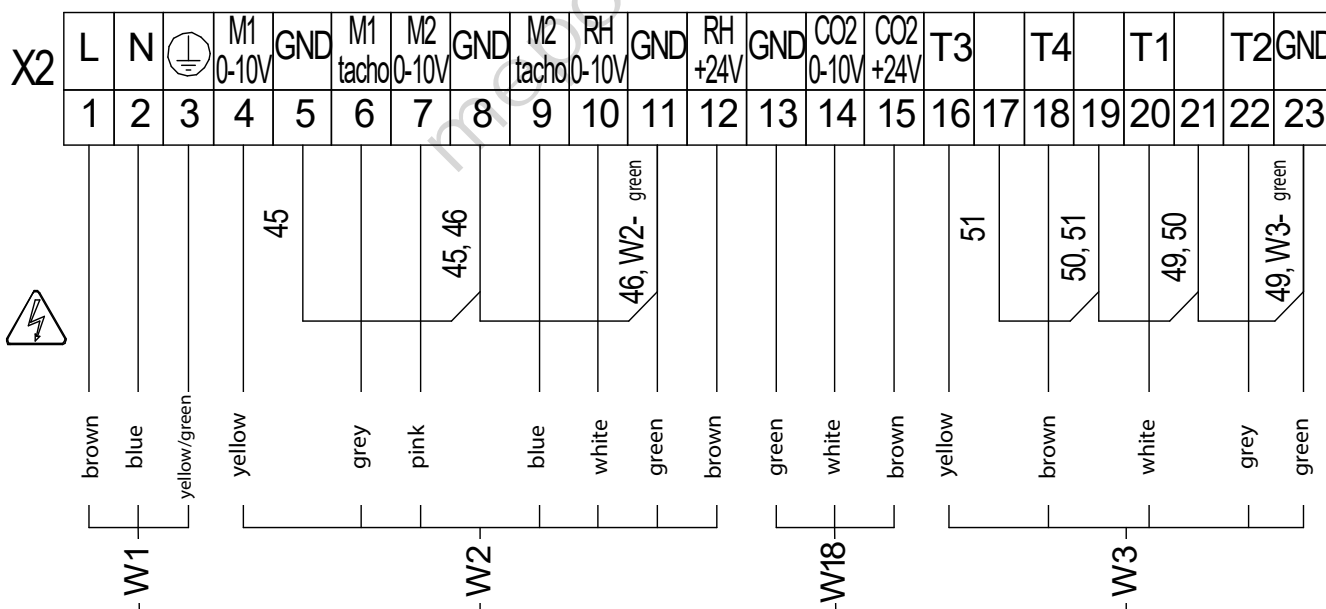 X2
L N M1 0-10V GND M1 tacho M2 0-10V GND M2 tacho RH 0-10V GND RH +24V GND CO2 0-10V CO2 +24V T3 T4 T1 T2 GND
1 2 3 4 5 6 7 8 9 10 11 12 13 14 15 16 17 18 19 20 21 22 23
45
45, 46
46, W2- green
51
50, 51
49, 50
49, W3- green
brown
blue
yellow/green
yellow
grey
pink
blue
white
green
brown
green
white
brown
yellow
brown
white
grey
green
W1
W2
W18
W3